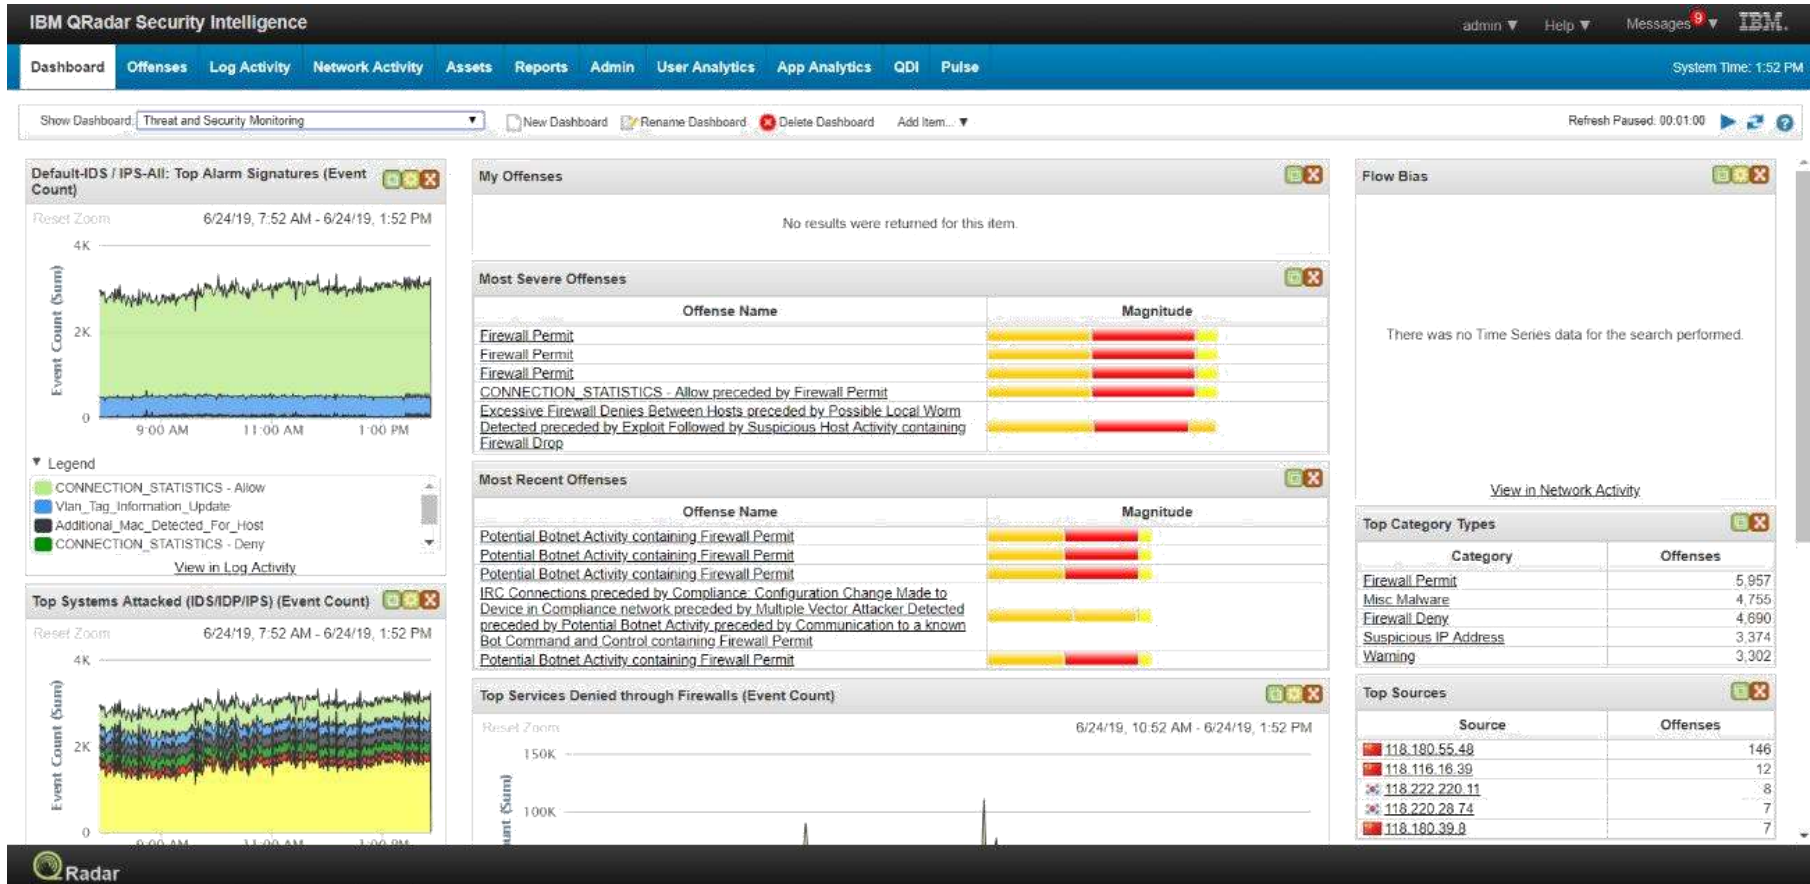 IBM QRadar Security Intelligence
admin ▼ Help ▼ Messages 9 ▼ IBM.
Dashboard Offenses Log Activity Network Activity Assets Reports Admin User Analytics App Analytics QDI Pulse System Time: 1:52 PM
Show Dashboard: Threat and Security Monitoring ▼ New Dashboard Rename Dashboard Delete Dashboard Add Item... ▼ Refresh Paused: 00:01:00
Default-IDS / IPS-All: Top Alarm Signatures (Event
Count)
Reset Zoom 6/24/19, 7:52 AM - 6/24/19, 1:52 PM
4K
2K
0
Event Count (Sum)
9:00 AM 11:00 AM 1:00 PM
▼ Legend
CONNECTION_STATISTICS - Allow
Vlan_Tag_Information_Update
Additional_Mac_Detected_For_Host
CONNECTION_STATISTICS - Deny
View in Log Activity
Top Systems Attacked (IDS/IDP/IPS) (Event Count)
Reset Zoom 6/24/19, 7:52 AM - 6/24/19, 1:52 PM
4K
2K
0
Event Count (Sum)
9:00 AM 11:00 AM 1:00 PM
My Offenses
No results were returned for this item.
Most Severe Offenses
Offense Name Magnitude
Firewall Permit
Firewall Permit
Firewall Permit
CONNECTION_STATISTICS - Allow preceded by Firewall Permit
Excessive Firewall Denies Between Hosts preceded by Possible Local Worm
Detected preceded by Exploit Followed by Suspicious Host Activity containing
Firewall Drop
Most Recent Offenses
Offense Name Magnitude
Potential Botnet Activity containing Firewall Permit
Potential Botnet Activity containing Firewall Permit
Potential Botnet Activity containing Firewall Permit
IRC Connections preceded by Compliance: Configuration Change Made to
Device in Compliance network preceded by Multiple Vector Attacker Detected
preceded by Potential Botnet Activity preceded by Communication to a known
Bot Command and Control containing Firewall Permit
Potential Botnet Activity containing Firewall Permit
Top Services Denied through Firewalls (Event Count)
Reset Zoom 6/24/19, 10:52 AM - 6/24/19, 1:52 PM
150K
100K
(Sum)
Flow Bias
There was no Time Series data for the search performed.
View in Network Activity
Top Category Types
Category Offenses
Firewall Permit 5,957
Misc Malware 4,755
Firewall Deny 4,690
Suspicious IP Address 3,374
Warning 3,302
Top Sources
Source Offenses
118.180.55.48 146
118.116.16.39 12
118.222.220.11 8
118.220.28.74 7
118.180.39.8 7
QRadar